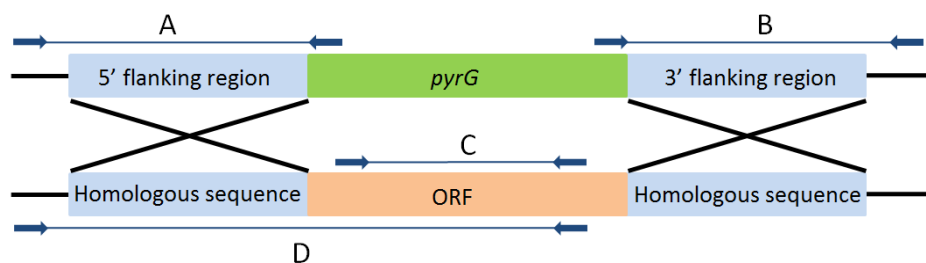 A
B
5' flanking region
pyrG
3' flanking region
C
Homologous sequence
ORF
Homologous sequence
D